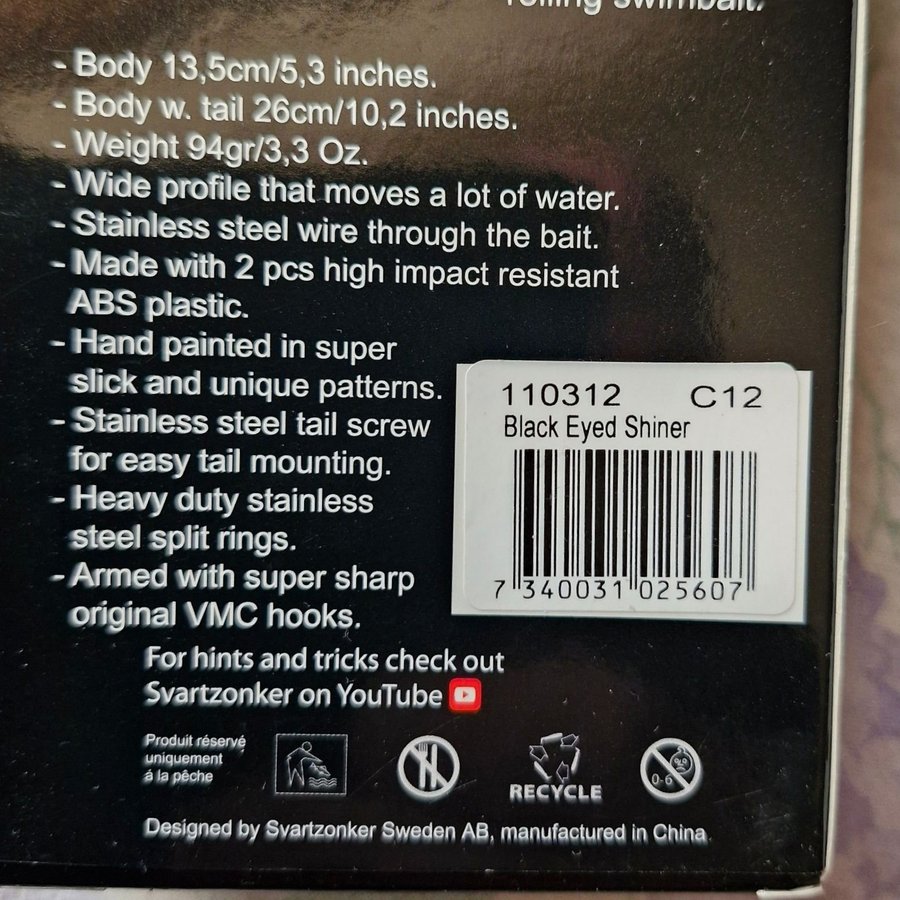 rolling swimbait.
- Body 13,5cm/5,3 inches.
- Body w. tail 26cm/10,2 inches.
- Weight 94gr/3,3 Oz.
- Wide profile that moves a lot of water.
- Stainless steel wire through the bait.
- Made with 2 pcs high impact resistant
ABS plastic.
- Hand painted in super
slick and unique patterns.
- Stainless steel tail screw
for easy tail mounting.
- Heavy duty stainless
steel split rings.
- Armed with super sharp
original VMC hooks.
110312 C12
Black Eyed Shiner
7 340031 025607
For hints and tricks check out
Svartzonker on YouTube
Produit réservé
uniquement
á la pêche
RECYCLE
0-6
Designed by Svartzonker Sweden AB, manufactured in China